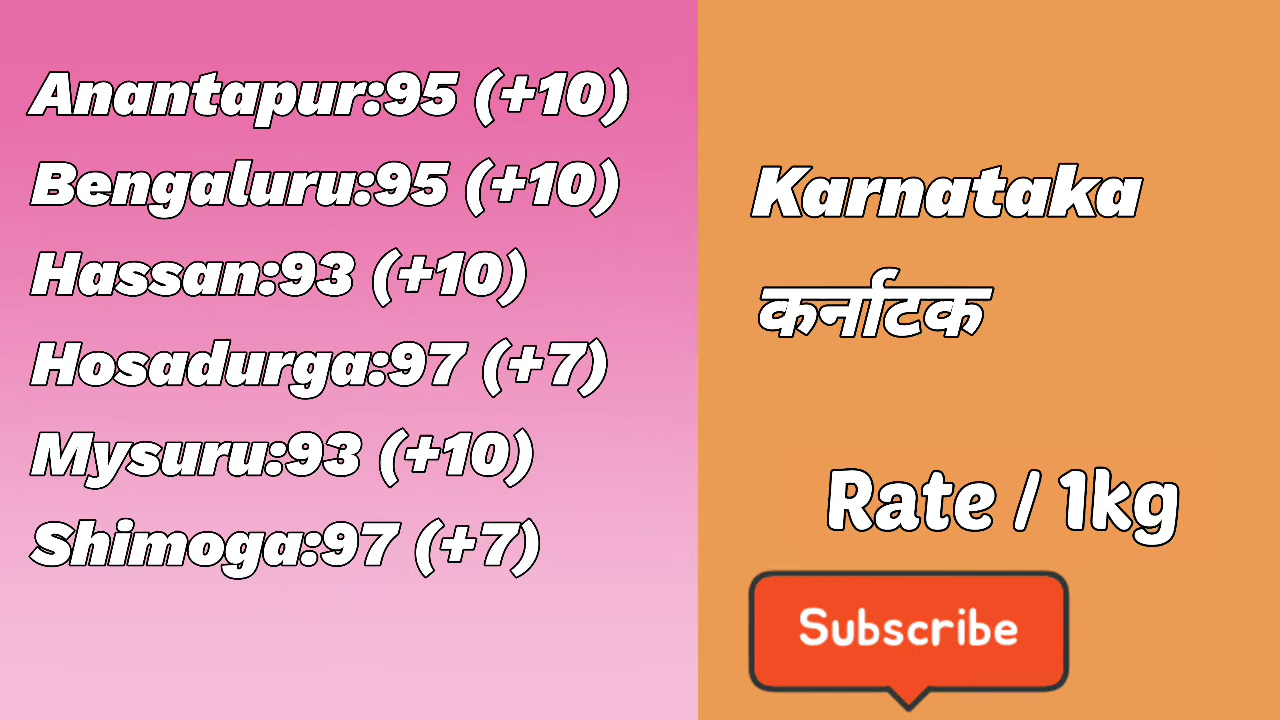 Anantapur:95 (+10)
Bengaluru:95 (+10)
Hassan:93 (+10)
Hosadurga:97 (+7)
Mysuru:93 (+10)
Shimoga:97 (+7)
Karnataka
कर्नाटक
Rate / 1kg
Subscribe